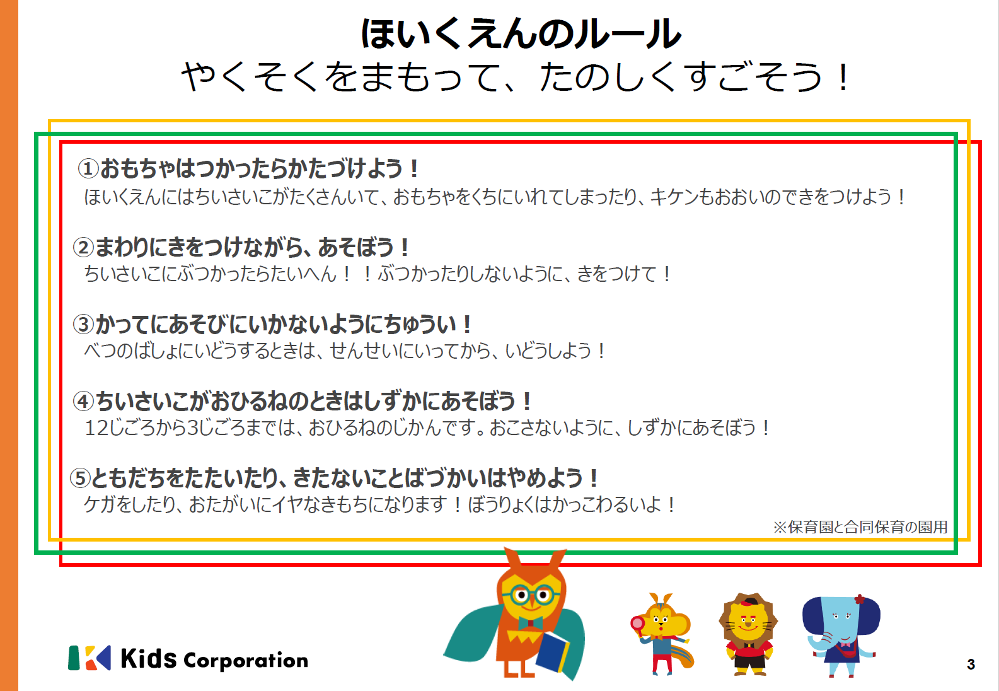 ほいくえんのルール
やくそくをまもって、たのしくすごそう！
①おもちゃはつかったらかたづけよう！
ほいくえんにはちいさいこがたくさんいて、おもちゃをくちにいれてしまったり、キケンもおおいのできをつけよう！
②まわりにきをつけながら、あそぼう！
ちいさいこにぶつかったらたいへん！！ぶつかったりしないように、きをつけて！
③かってにあそびにいかないようにちゅうい！
べつのばしょにいどうするときは、せんせいにいってから、いどうしよう！
④ちいさいこがおひるねのときはしずかにあそぼう！
12じごろから3じごろまでは、おひるねのじかんです。おこさないように、しずかにあそぼう！
⑤ともだちをたたいたり、きたないことばづかいはやめよう！
ケガをしたり、おたがいにイヤなきもちになります！ぼうりょくはかっこわるいよ！
※保育園と合同保育の園用
Kids Corporation
3